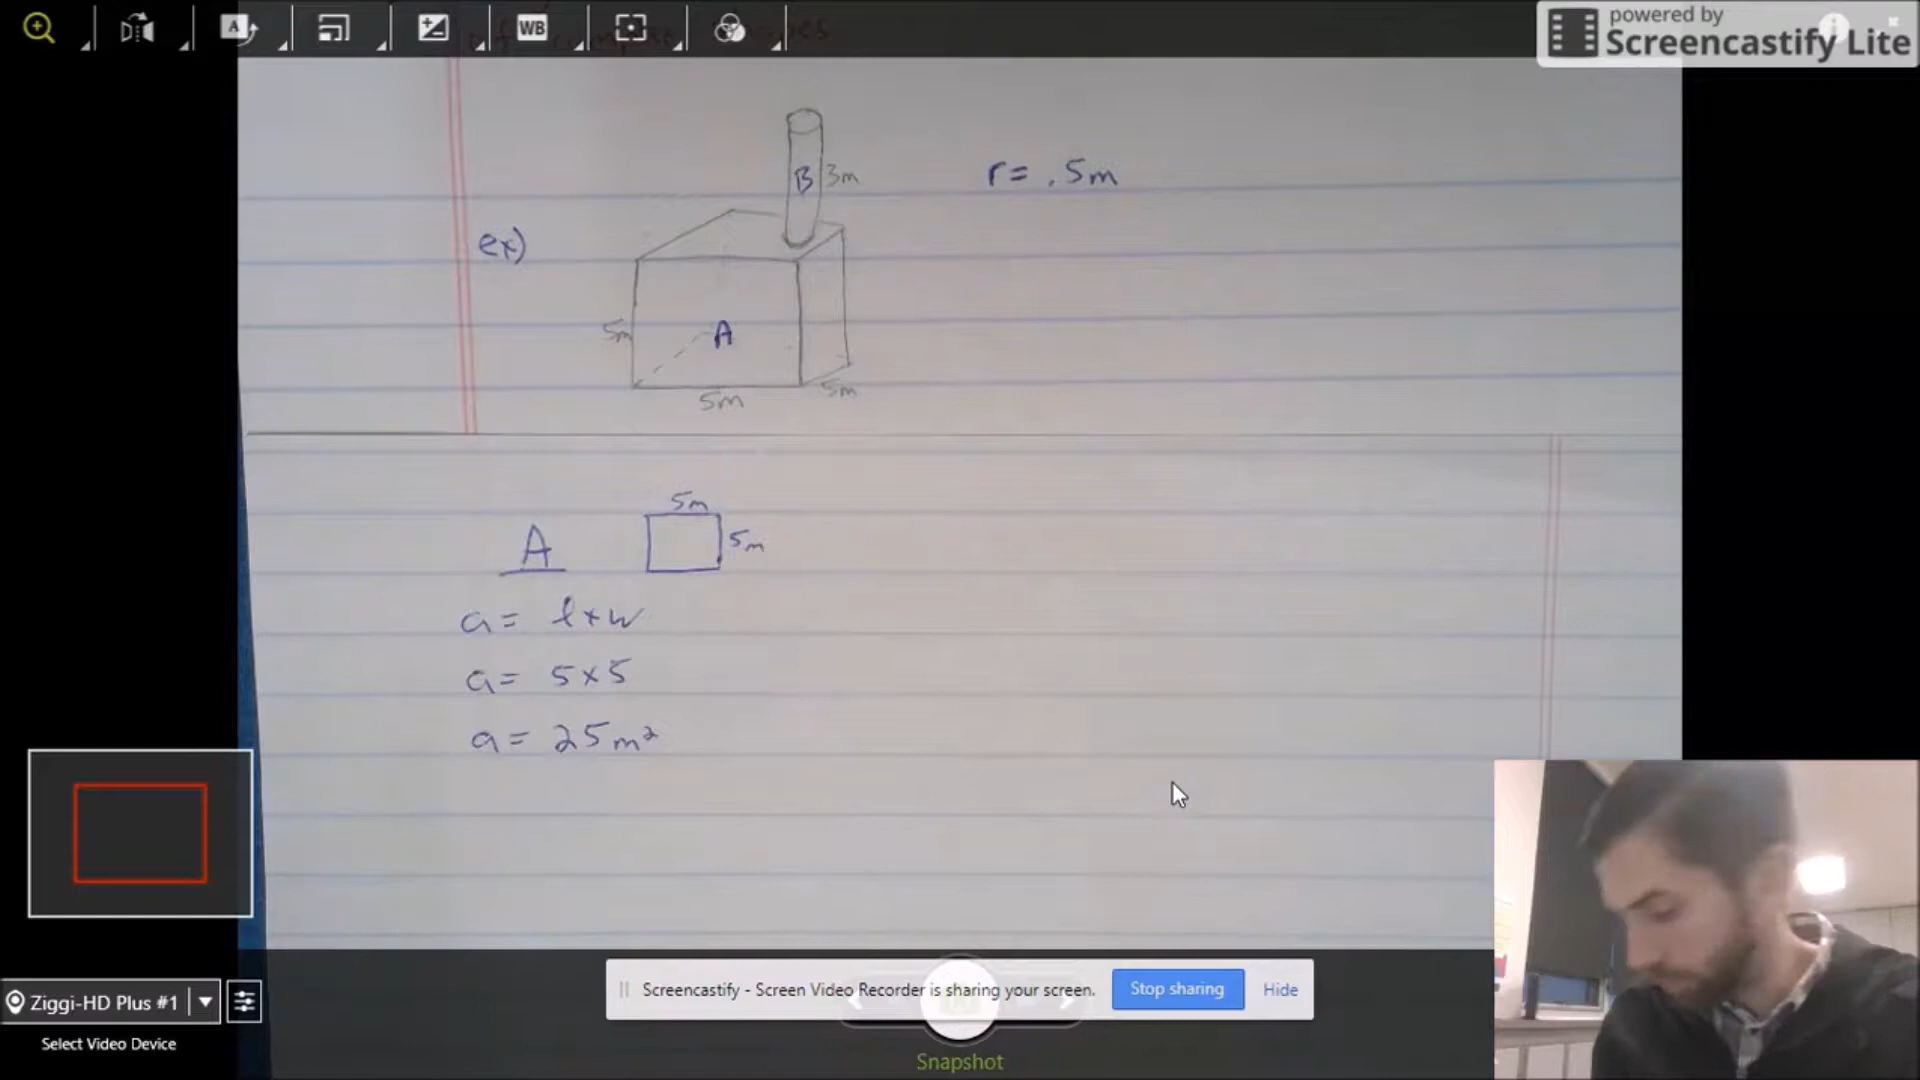 A
WB
powered by
Screencastify Lite
B 3m
r = .5m
ex)
5m
A
5m
5m
5m
A
5m
a = l x w
a = 5 x 5
a = 25m²
Ziggi-HD Plus #1
Select Video Device
Screencastify - Screen Video Recorder is sharing your screen.
Stop sharing
Hide
Snapshot